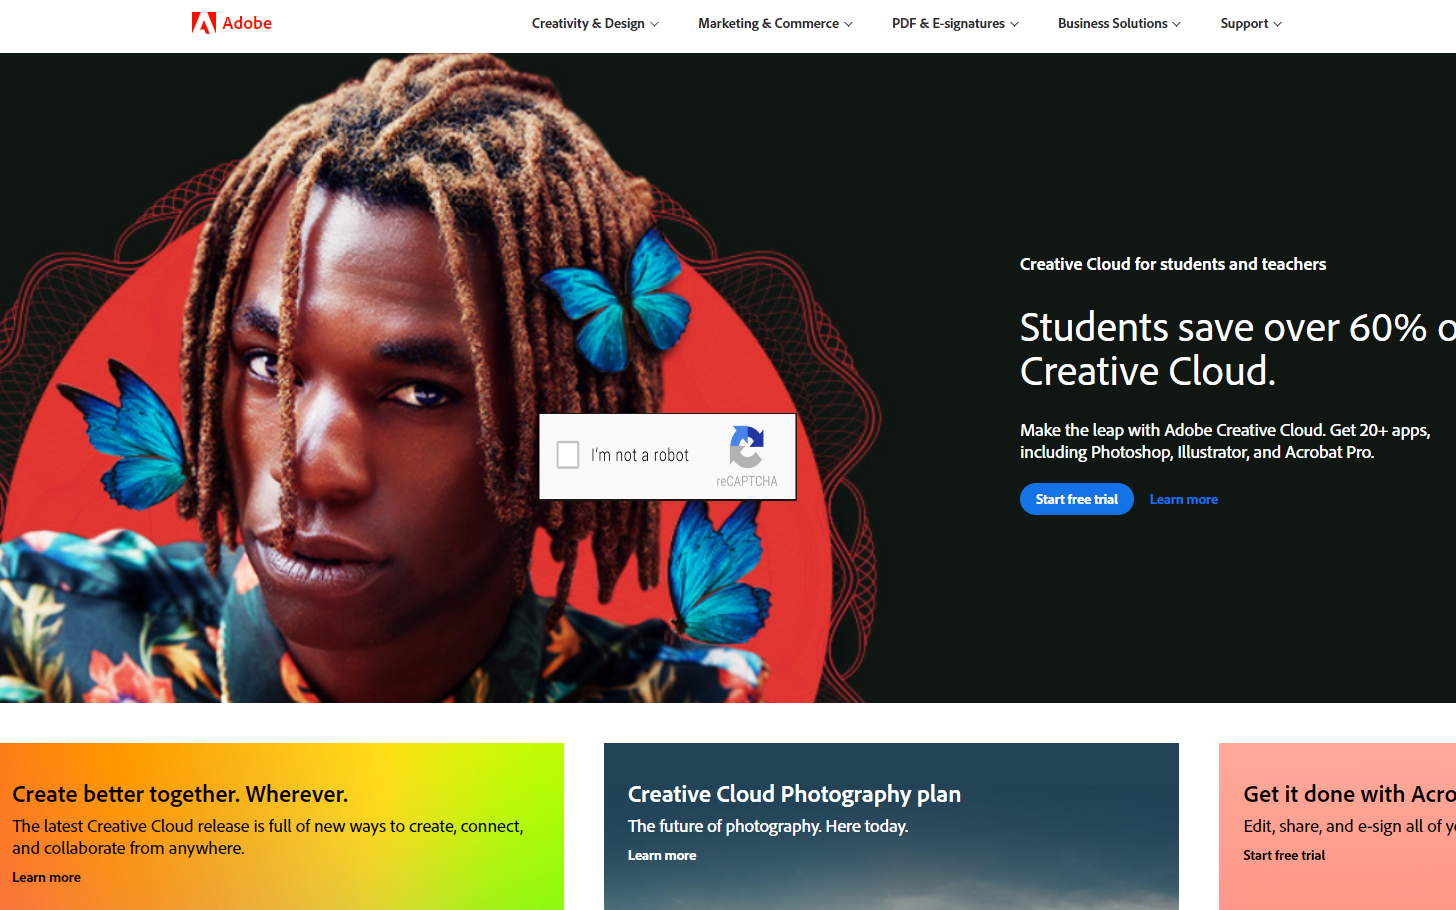 Adobe
Creativity & Design
Marketing & Commerce
PDF & E-signatures
Business Solutions
Support
Creative Cloud for students and teachers
Students save over 60% o
Creative Cloud.
Make the leap with Adobe Creative Cloud. Get 20+ apps,
including Photoshop, Illustrator, and Acrobat Pro.
Start free trial
Learn more
I'm not a robot
reCAPTCHA
Create better together. Wherever.
The latest Creative Cloud release is full of new ways to create, connect,
and collaborate from anywhere.
Learn more
Creative Cloud Photography plan
The future of photography. Here today.
Learn more
Get it done with Acro
Edit, share, and e-sign all of y
Start free trial